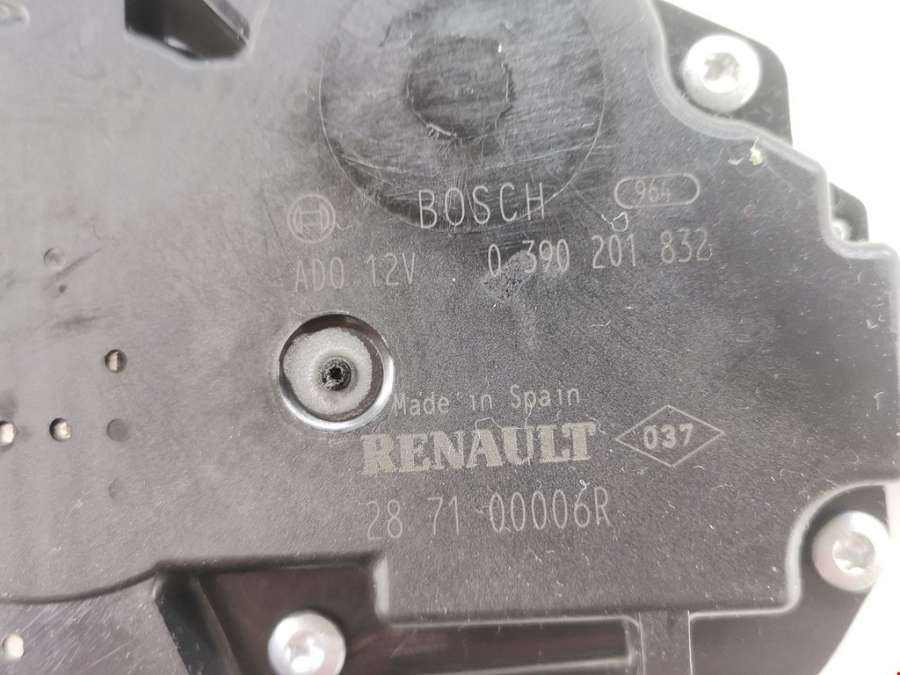 BOSCH 964
ADO 12V 0 390 201 832
Made in Spain
RENAULT 037
28 71 00006R